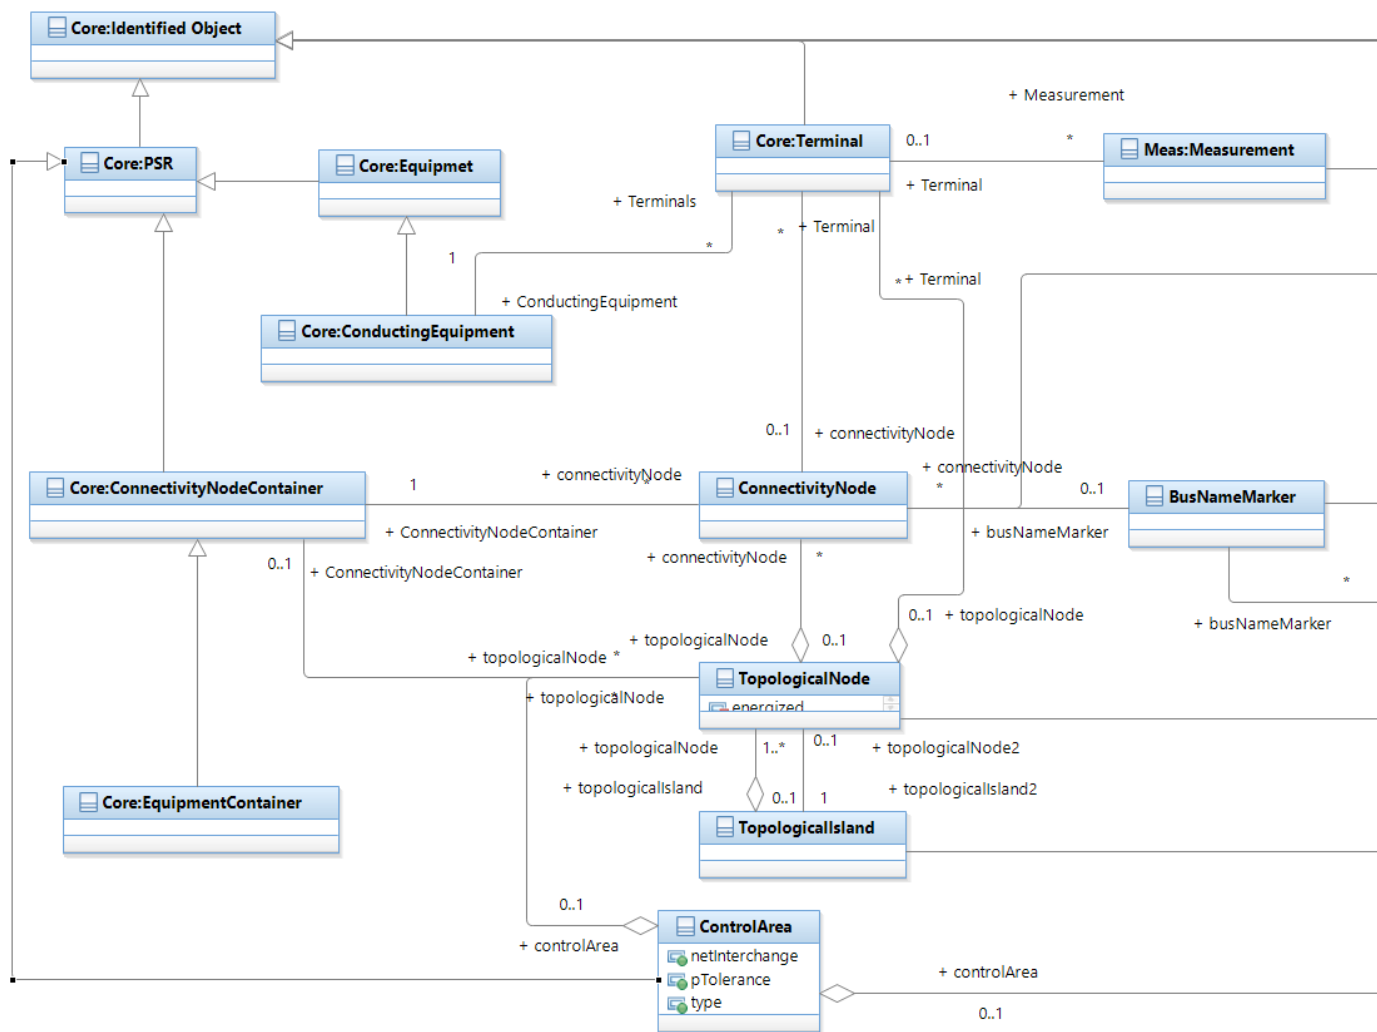 Core:Identified Object
+ Measurement
Core:Terminal
0..1
*
Meas:Measurement
Core:PSR
Core:Equipmet
+ Terminal
+ Terminals
*
+ Terminal
*
1
*+ Terminal
+ ConductingEquipment
Core:ConductingEquipment
0..1
+ connectivityNode
+ connectivityNode
*
+ connectivityNode
*
Core:ConnectivityNodeContainer
1
ConnectivityNode
0..1
BusNameMarker
+ ConnectivityNodeContainer
+ busNameMarker
0..1
+ ConnectivityNodeContainer
+ connectivityNode
*
*
0..1
+ topologicalNode
+ busNameMarker
+ topologicalNode
0..1
+ topologicalNode *
TopologicalNode
+ topologicalNode
*
energized
+ topologicalNode
1..*
0..1
+ topologicalNode2
+ topologicalIsland
0..1
1
+ topologicalIsland2
Core:EquipmentContainer
TopologicalIsland
0..1
ControlArea
+ controlArea
netInterchange
+ controlArea
pTolerance
type
0..1